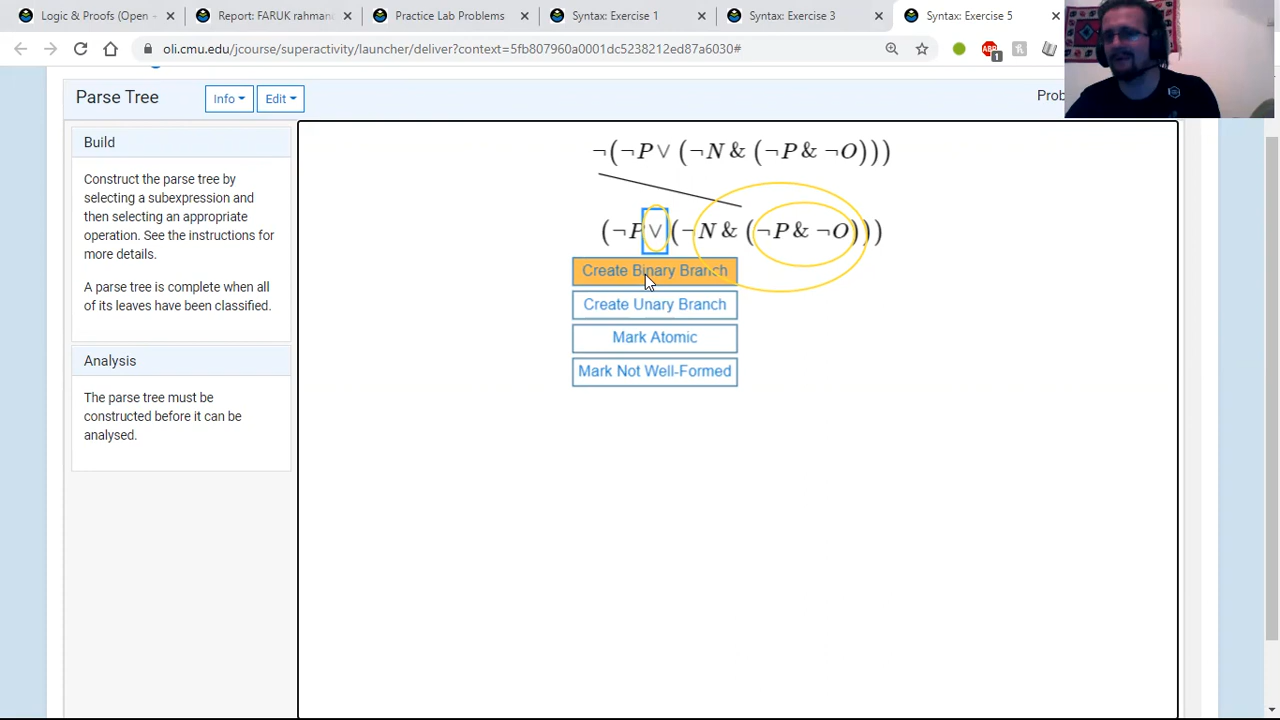 Logic & Proofs (Open + ×
Report: FARUK rahmanu ×
Practice Lab Problems ×
Syntax: Exercise 1 ×
Syntax: Exercise 3 ×
Syntax: Exercise 5 ×
oli.cmu.edu/jcourse/paperactivity/launcher/deliver?context=5fb807960a0001dc5238212ed87a6030#
ABP
1
Parse Tree
Info
Edit
Build
Construct the parse tree by
selecting a subexpression and
then selecting an appropriate
operation. See the instructions for
more details.
A parse tree is complete when all
of its leaves have been classified.
Analysis
The parse tree must be
constructed before it can be
analysed.
¬(¬P∨(¬N & (¬P & ¬O)))
(¬P∨(¬N & (¬P & ¬O)))
Create Binary Branch
Create Unary Branch
Mark Atomic
Mark Not Well-Formed